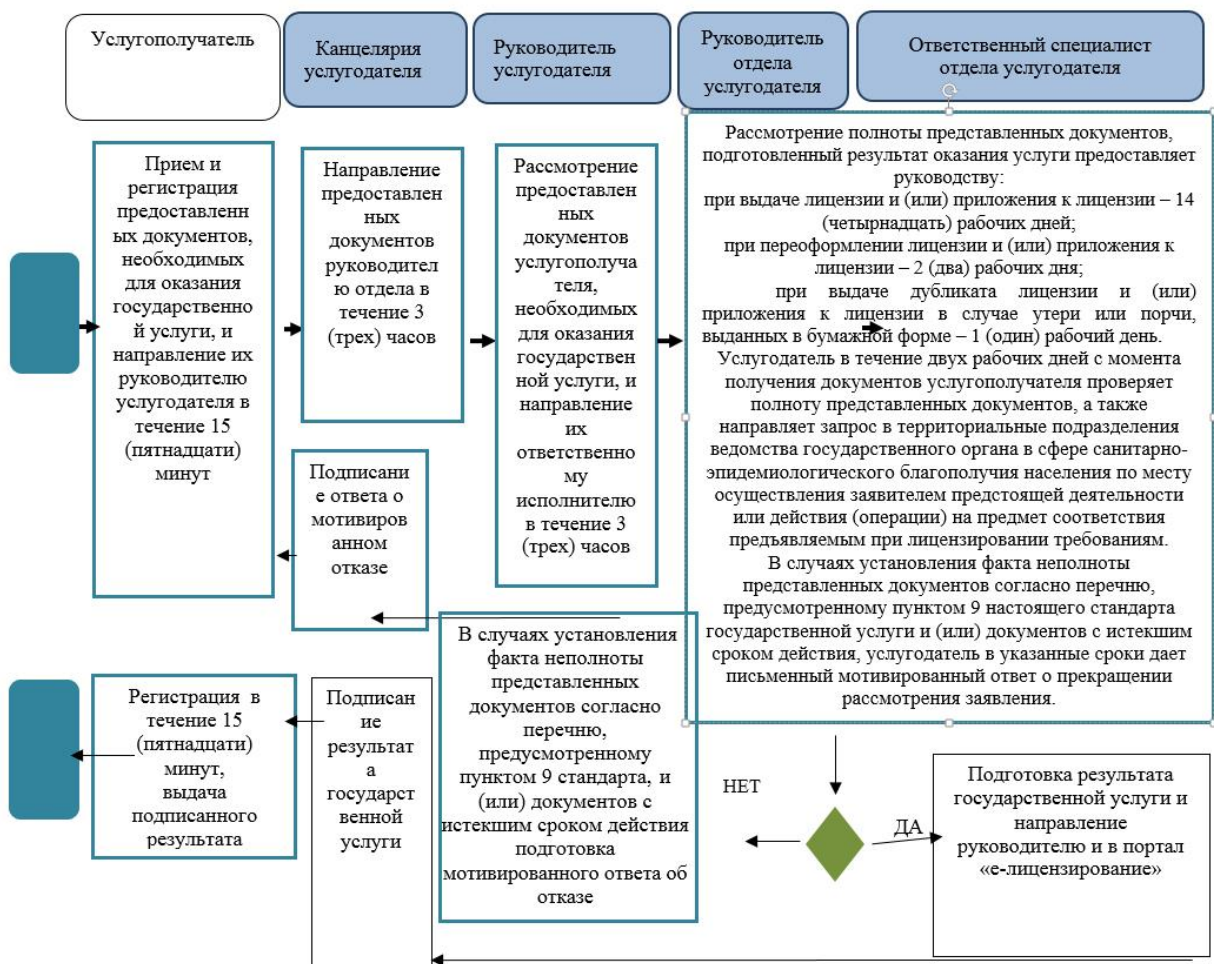 Услугополучатель
Канцелярия
услугодателя
Руководитель
услугодателя
Руководитель
отдела
услугодателя
Ответственный специалист
отдела услугодателя
Прием и
регистрация
предоставленн
ых документов,
необходимых
для оказания
государственно
й услуги, и
направление их
руководителю
услугодателя в
течение 15
(пятнадцати)
минут
Направление
предоставлен
ных
документов
руководител
ю отдела в
течение 3
(трех) часов
Рассмотрение
предоставлен
ных
документов
услугополуча
теля,
необходимых
для оказания
государствен
ной услуги, и
направление
их
ответственно
му
исполнителю
в течение 3
(трех) часов
Рассмотрение полноты представленных документов,
подготовленный результат оказания услуги предоставляет
руководству:
при выдаче лицензии и (или) приложения к лицензии – 14
(четырнадцать) рабочих дней;
при переоформлении лицензии и (или) приложения к
лицензии – 2 (два) рабочих дня;
при выдаче дубликата лицензии и (или)
приложения к лицензии в случае утери или порчи,
выданных в бумажной форме – 1 (один) рабочий день.
Услугодатель в течение двух рабочих дней с момента
получения документов услугополучателя проверяет
полноту представленных документов, а также
направляет запрос в территориальные подразделения
ведомства государственного органа в сфере санитарно-
эпидемиологического благополучия населения по месту
осуществления заявителем предстоящей деятельности
или действия (операции) на предмет соответствия
предъявляемым при лицензировании требованиям.
В случаях установления факта неполноты
представленных документов согласно перечню,
предусмотренному пунктом 9 настоящего стандарта
государственной услуги и (или) документов с истекшим
сроком действия, услугодатель в указанные сроки дает
письменный мотивированный ответ о прекращении
рассмотрения заявления.
Подписани
е ответа о
мотивиров
анном
отказе
В случаях установления
факта неполноты
представленных
документов согласно
перечню,
предусмотренному
пунктом 9 стандарта, и
(или) документов с
истекшим сроком действия
подготовка
мотивированного ответа об
отказе
Регистрация в
течение 15
(пятнадцати)
минут,
выдача
подписанного
результата
Подписан
ие
результат
а
государст
венной
услуги
НЕТ
ДА
Подготовка результата
государственной услуги и
направление
руководителю и в портал
«е-лицензирование»